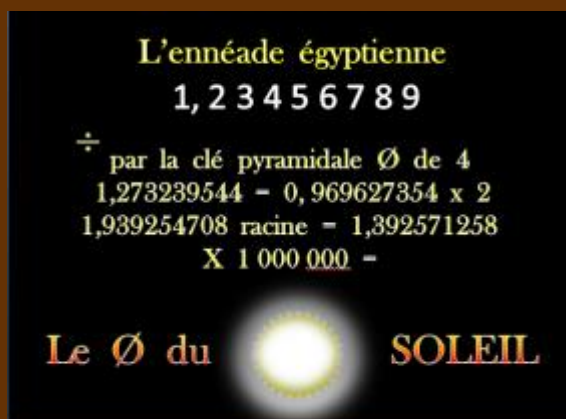 L'ennéade égyptienne
1, 2 3 4 5 6 7 8 9
÷ par la clé pyramidale Ø de 4
1,273239544 = 0,969627354 x 2
1,939254708 racine = 1,392571258
X 1 000 000 =
Le Ø du SOLEIL